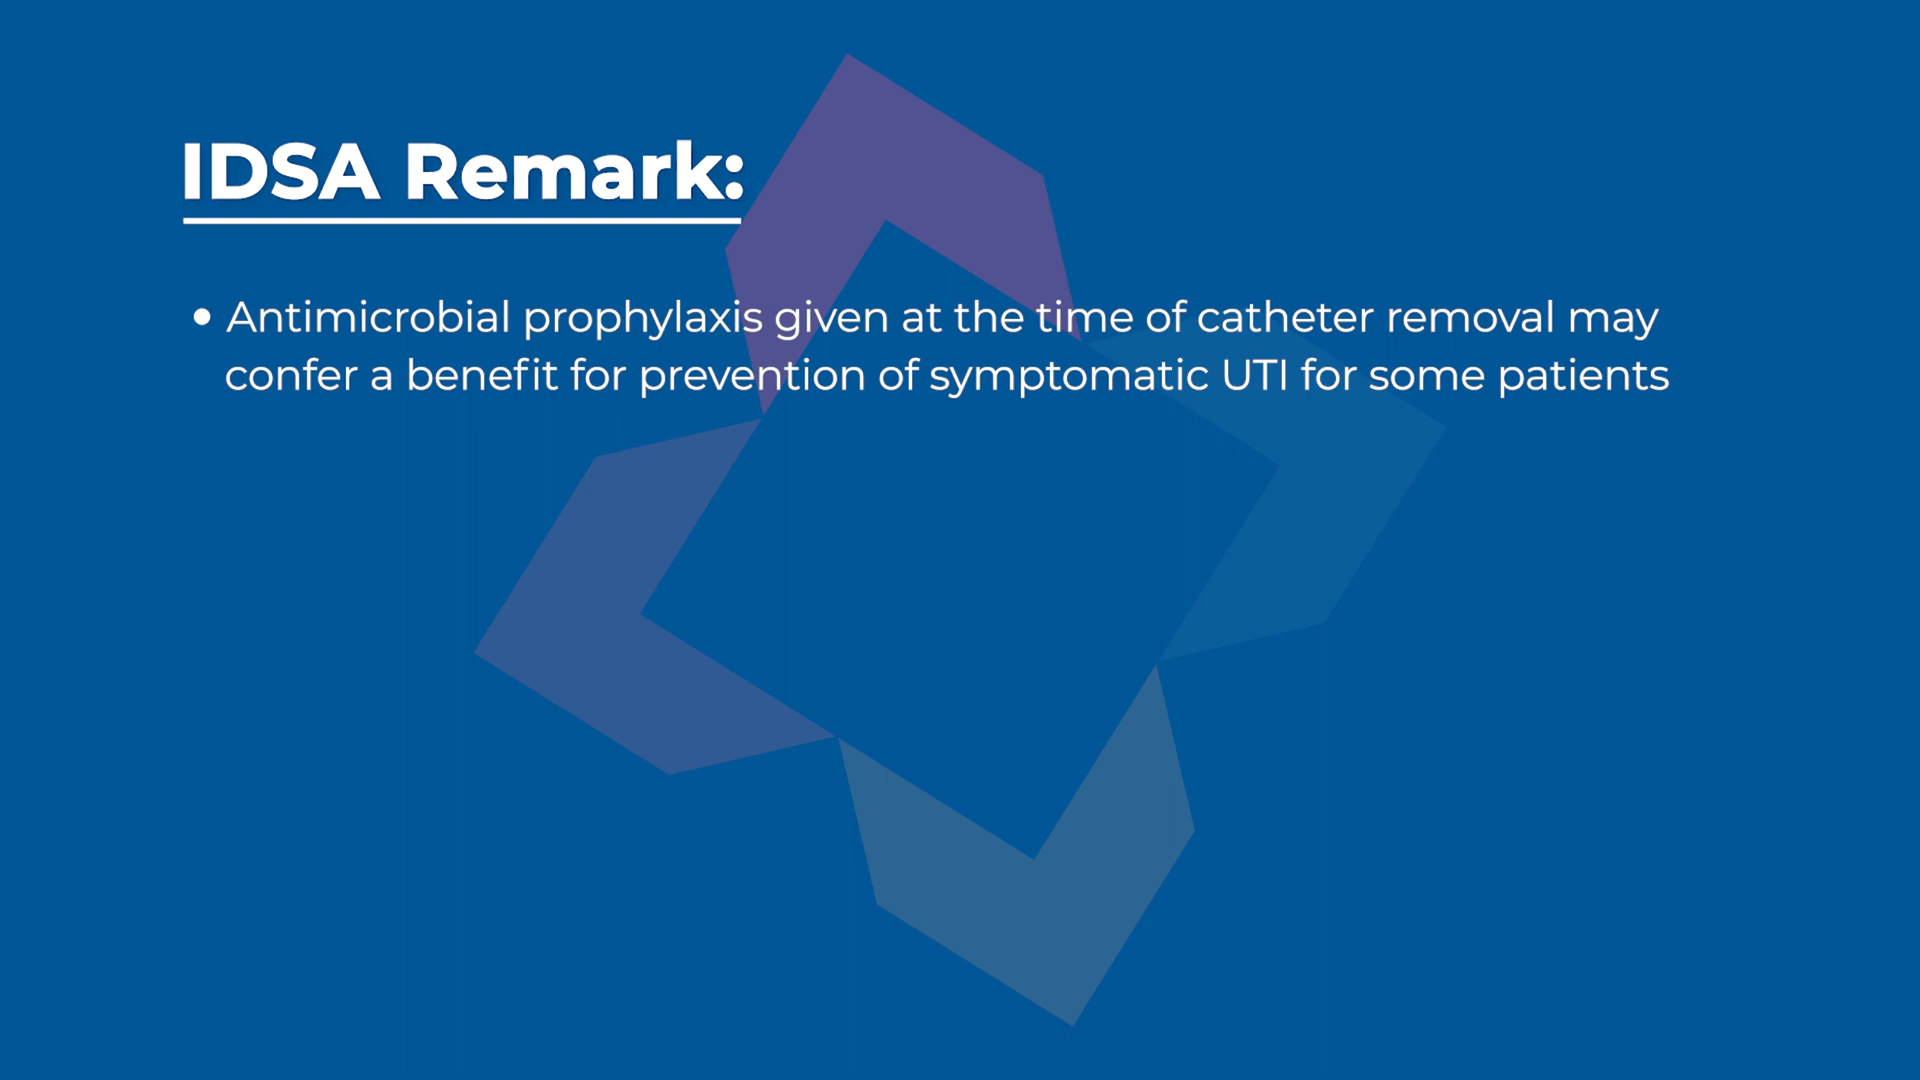 IDSA Remark:
• Antimicrobial prophylaxis given at the time of catheter removal may
confer a benefit for prevention of symptomatic UTI for some patients